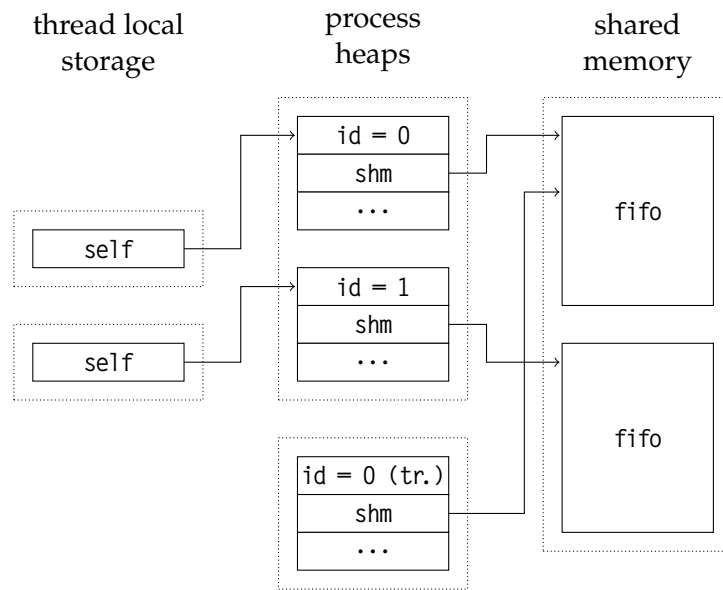 thread local
storage
process
heaps
shared
memory
id = 0
shm
...
self
fifo
id = 1
shm
...
self
fifo
id = 0 (tr.)
shm
...